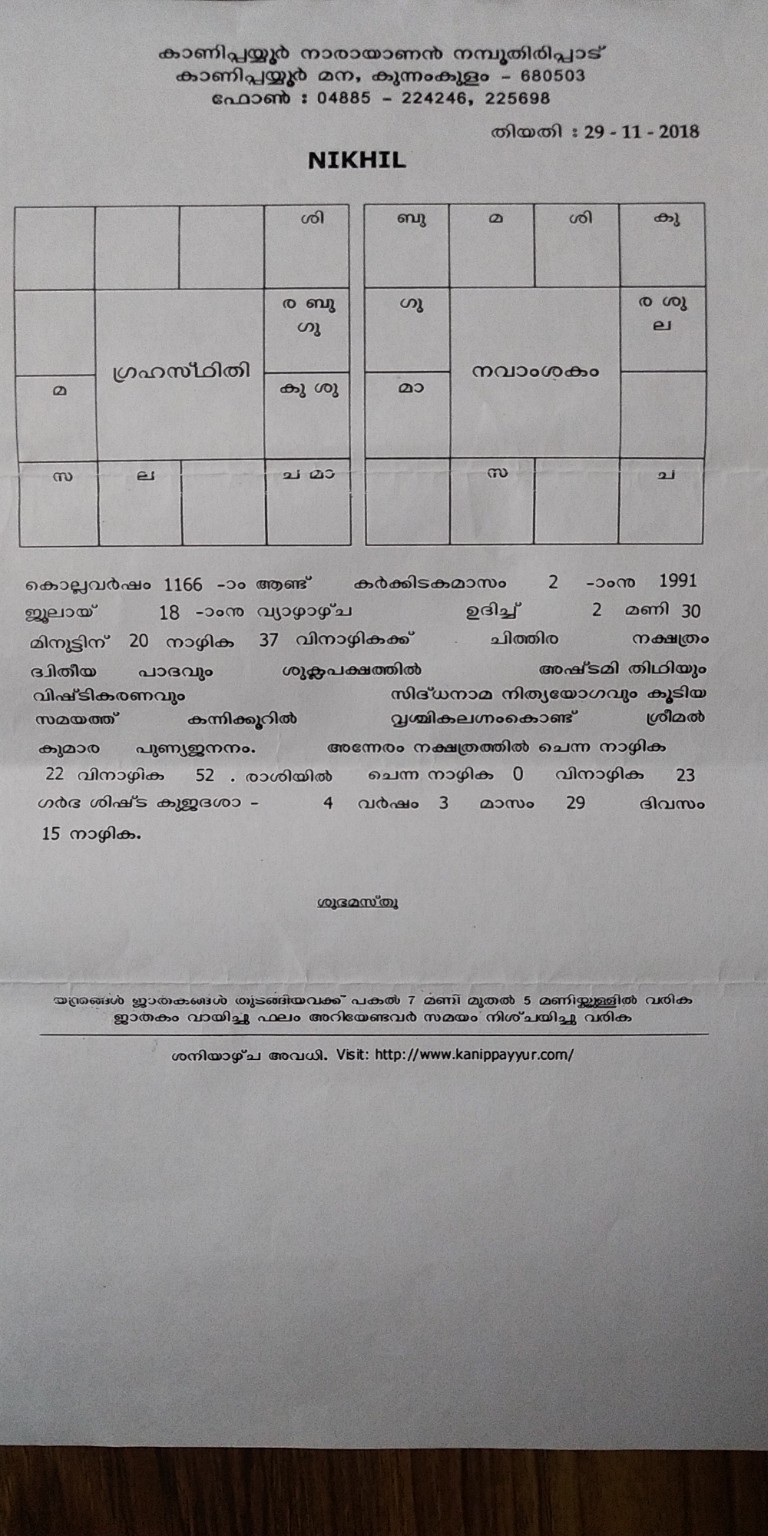 കാണിപ്പയ്യൂർ നാരായാണൻ നമ്പൂതിരിപ്പാട്
കാണിപ്പയ്യൂർ മന, കുന്നംകുളം - 680503
ഫോൺ : 04885 - 224246, 225698
തിയതി : 29 - 11 - 2018
NIKHIL
ശി
ര ബു
ഗു
ഗ്രഹസ്ഥിതി
മ
കു ശു
സ ല ച മാ
ബു മ ശി കു
ഗു ര ശു
ല
നവാംശകം
മാ
സ ച
കൊല്ലവർഷം 1166 -ാം ആണ്ട് കർക്കിടകമാസം 2 -ാംനു 1991
ജൂലായ് 18 -ാംനു വ്യാഴാഴ്ച ഉദിച്ച് 2 മണി 30
മിനുട്ടിന് 20 നാഴിക 37 വിനാഴികക്ക് ചിത്തിര നക്ഷത്രം
ദ്വിതീയ പാദവും ശുക്ലപക്ഷത്തിൽ അഷ്ടമി തിഥിയും
വിഷ്ടികരണവും സിദ്ധനാമ നിത്യയോഗവും കൂടിയ
സമയത്ത് കന്നിക്കൂറിൽ വൃശ്ചികലഗ്നംകൊണ്ട് ശ്രീമൽ
കുമാര പുണ്യജനനം. അന്നേരം നക്ഷത്രത്തിൽ ചെന്ന നാഴിക
22 വിനാഴിക 52 . രാശിയിൽ ചെന്ന നാഴിക 0 വിനാഴിക 23
ഗർഭ ശിഷ്ട കുജദശാ - 4 വർഷം 3 മാസം 29 ദിവസം
15 നാഴിക.
ശുഭമസ്തു
യന്ത്രങ്ങൾ ജാതകങ്ങൾ തുടങ്ങിയവക്ക് പകൽ 7 മണി മുതൽ 5 മണിയ്ക്കുള്ളിൽ വരിക
ജാതകം വായിച്ചു ഫലം അറിയേണ്ടവർ സമയം നിശ്ചയിച്ചു വരിക
ശനിയാഴ്ച അവധി. Visit: http://www.kanippayyur.com/